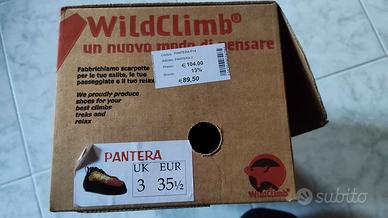 WildClimb®
un nuovo modo di pensare
Fabbrichiamo scarpette
per le tue salite, le tue
passeggiate e il tuo relax.
PANTERA
€ 104,00
13%
€ 89,50
We proudly produce
shoes for your
best climbs
treks and
relax
PANTERA
UK EUR
3 35½
WildClimb®
subito